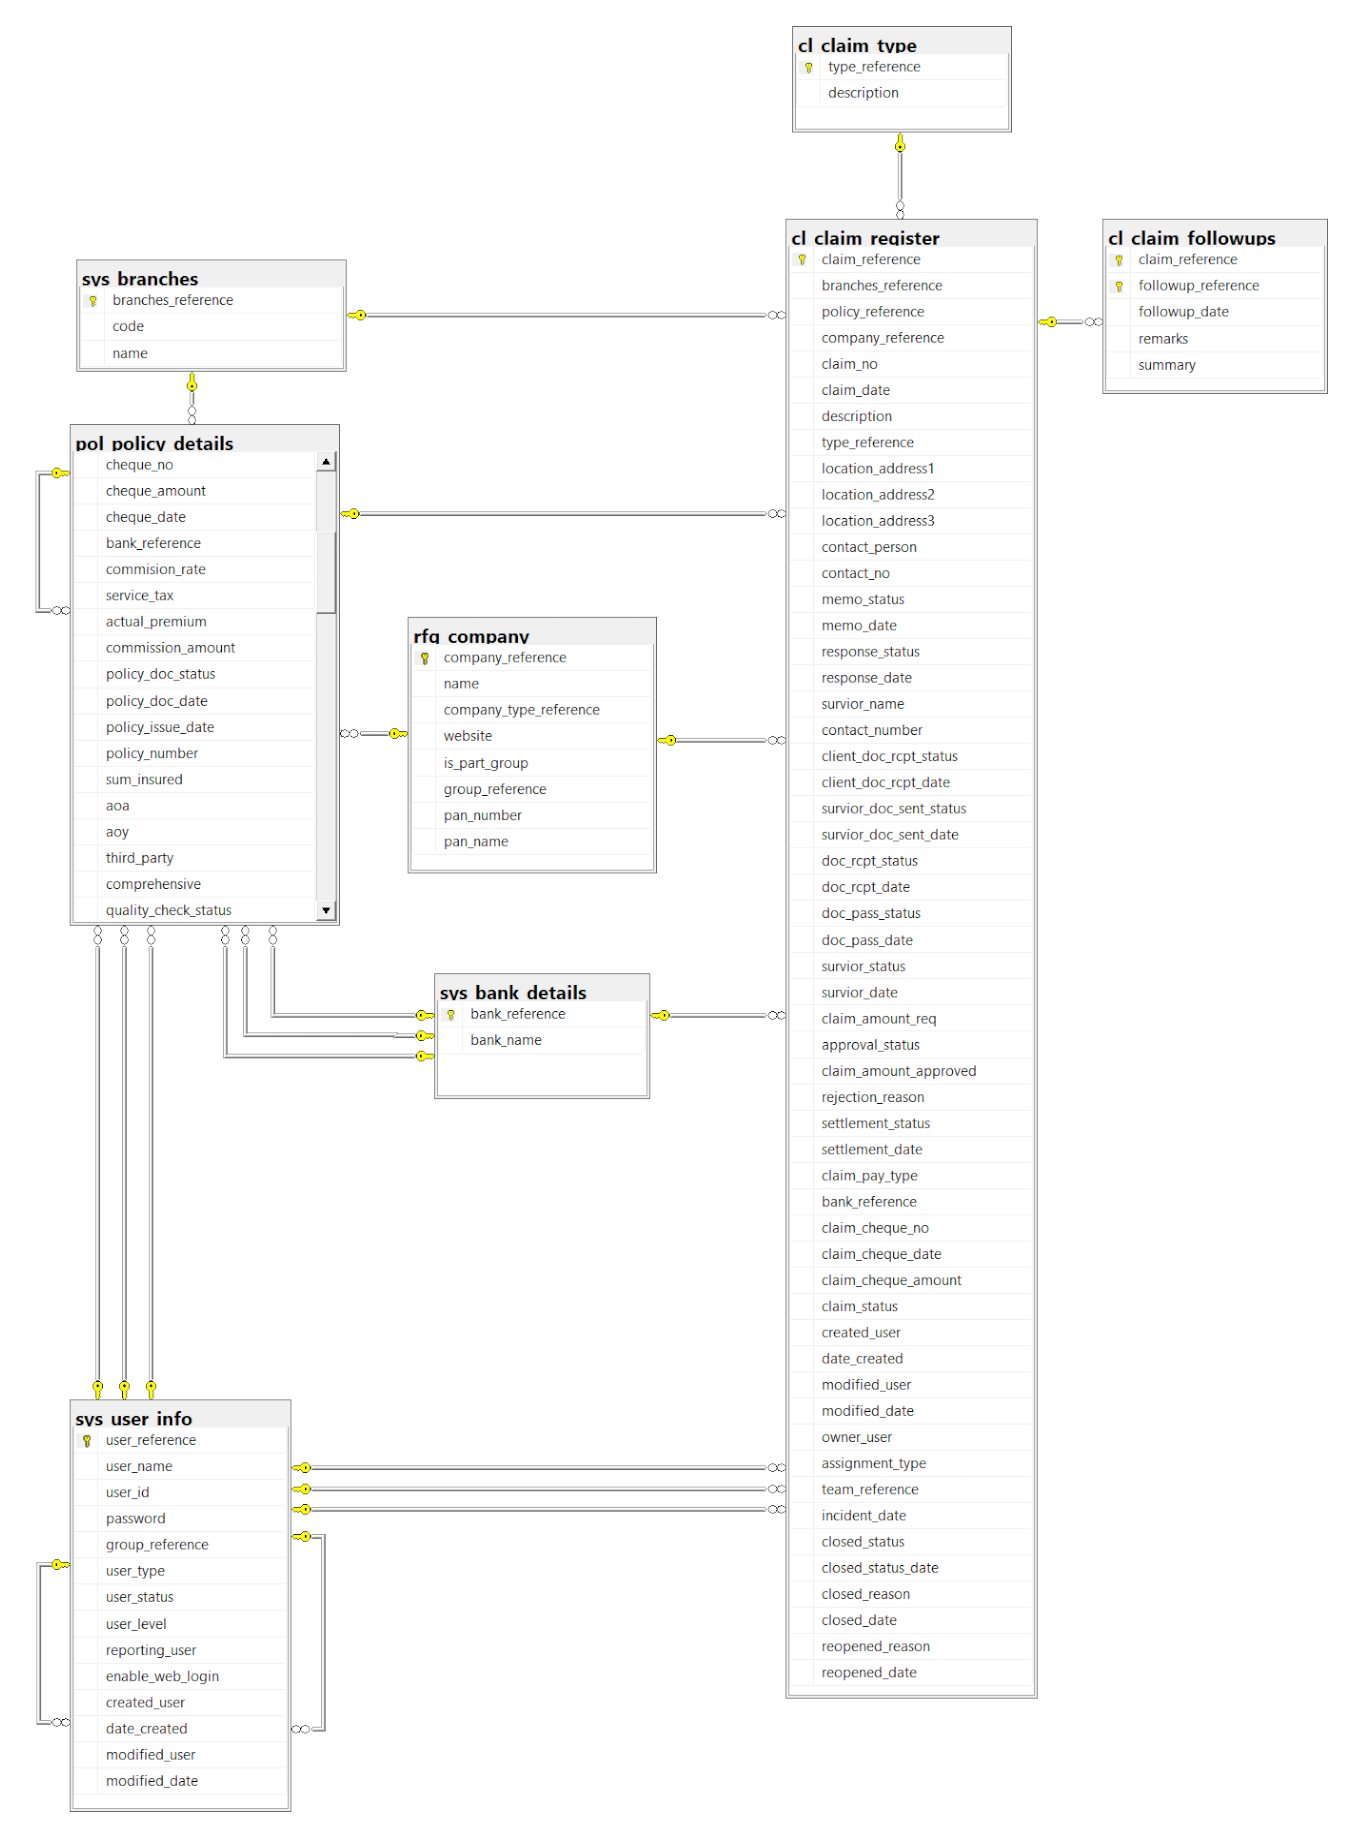 cl_claim_type
type_reference
description
cl_claim_register
claim_reference
branches_reference
policy_reference
company_reference
claim_no
claim_date
description
type_reference
location_address1
location_address2
location_address3
contact_person
contact_no
memo_status
memo_date
response_status
response_date
survior_name
contact_number
client_doc_rcpt_status
client_doc_rcpt_date
survior_doc_sent_status
survior_doc_sent_date
doc_rcpt_status
doc_rcpt_date
doc_pass_status
doc_pass_date
survior_status
survior_date
claim_amount_req
approval_status
claim_amount_approved
rejection_reason
settlement_status
settlement_date
claim_pay_type
bank_reference
claim_cheque_no
claim_cheque_date
claim_cheque_amount
claim_status
created_user
date_created
modified_user
modified_date
owner_user
assignment_type
team_reference
incident_date
closed_status
closed_status_date
closed_reason
closed_date
reopened_reason
reopened_date
cl_claim_followups
claim_reference
followup_reference
followup_date
remarks
summary
sys_branches
branches_reference
code
name
pol_policy_details
cheque_no
cheque_amount
cheque_date
bank_reference
commision_rate
service_tax
actual_premium
commission_amount
policy_doc_status
policy_doc_date
policy_issue_date
policy_number
sum_insured
aoa
aoy
third_party
comprehensive
quality_check_status
rfq_company
company_reference
name
company_type_reference
website
is_part_group
group_reference
pan_number
pan_name
sys_bank_details
bank_reference
bank_name
sys_user_info
user_reference
user_name
user_id
password
group_reference
user_type
user_status
user_level
reporting_user
enable_web_login
created_user
date_created
modified_user
modified_date